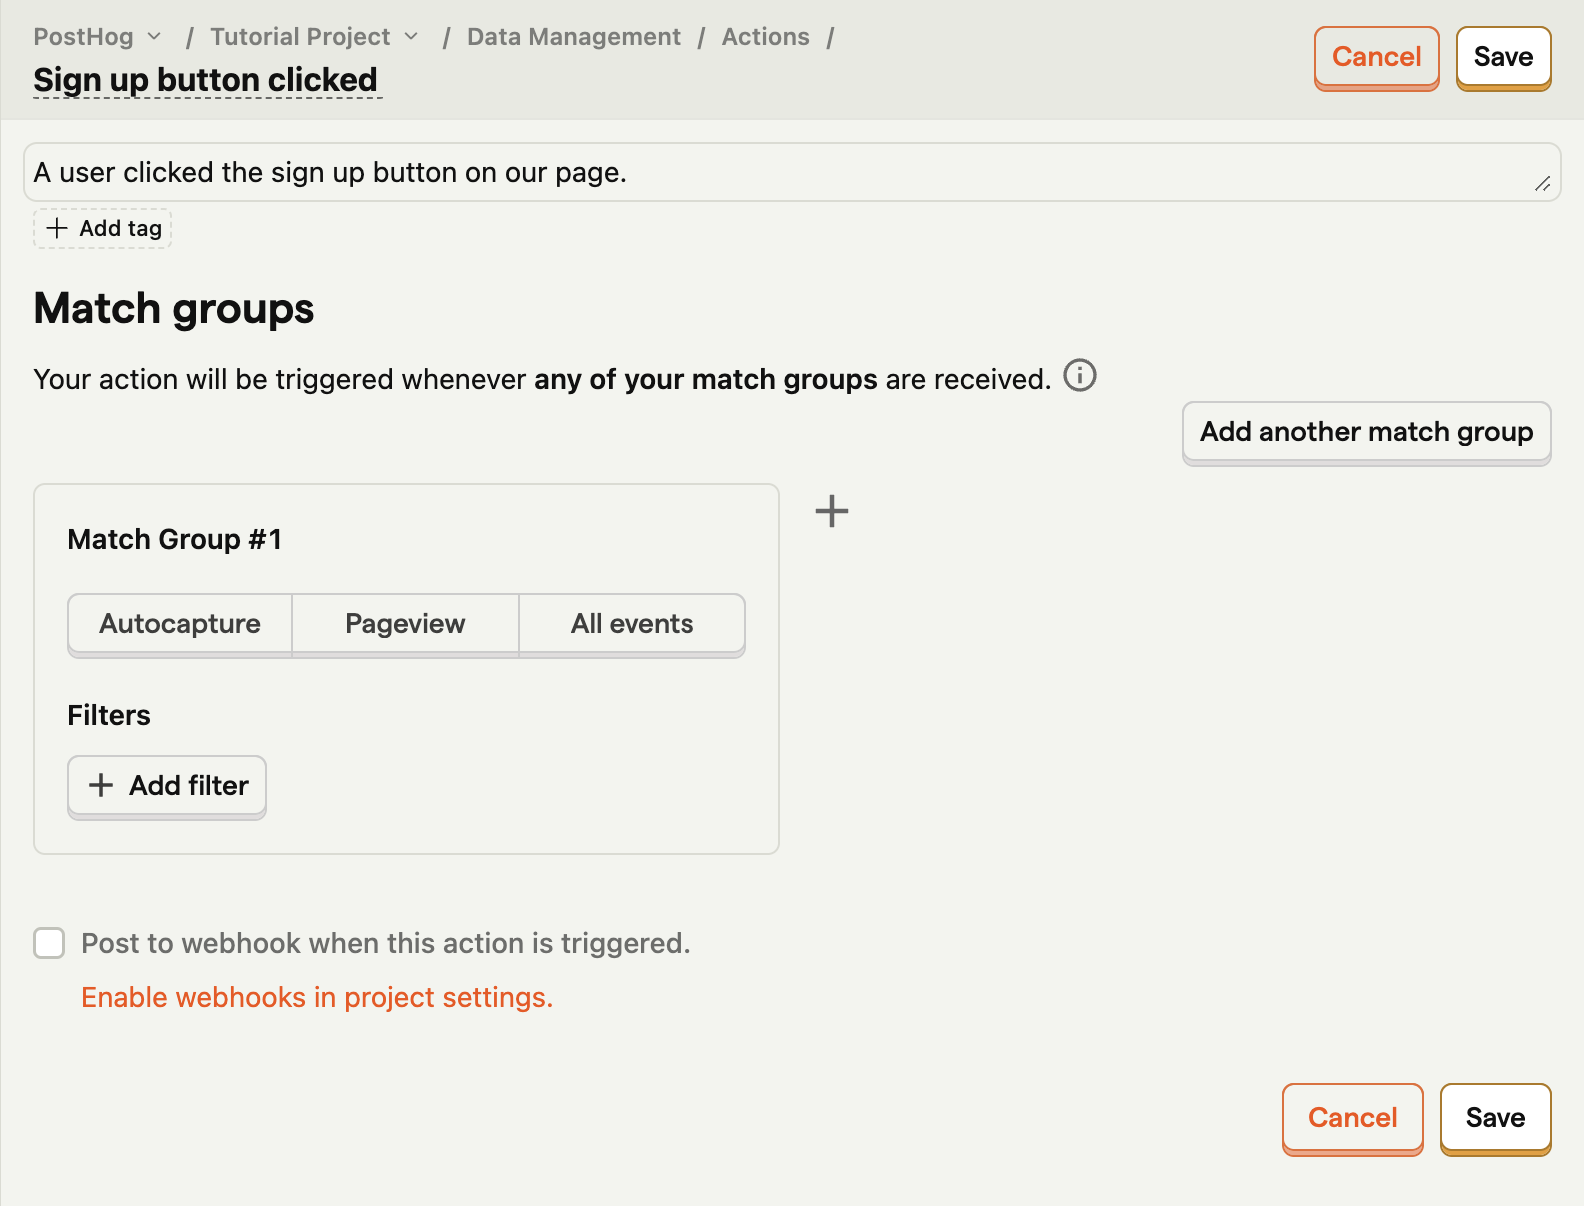 PostHog / Tutorial Project / Data Management / Actions /
Sign up button clicked
Cancel
Save
A user clicked the sign up button on our page.
+ Add tag
Match groups
Your action will be triggered whenever any of your match groups are received.
Add another match group
Match Group #1
Autocapture
Pageview
All events
Filters
+ Add filter
Post to webhook when this action is triggered.
Enable webhooks in project settings.
Cancel
Save